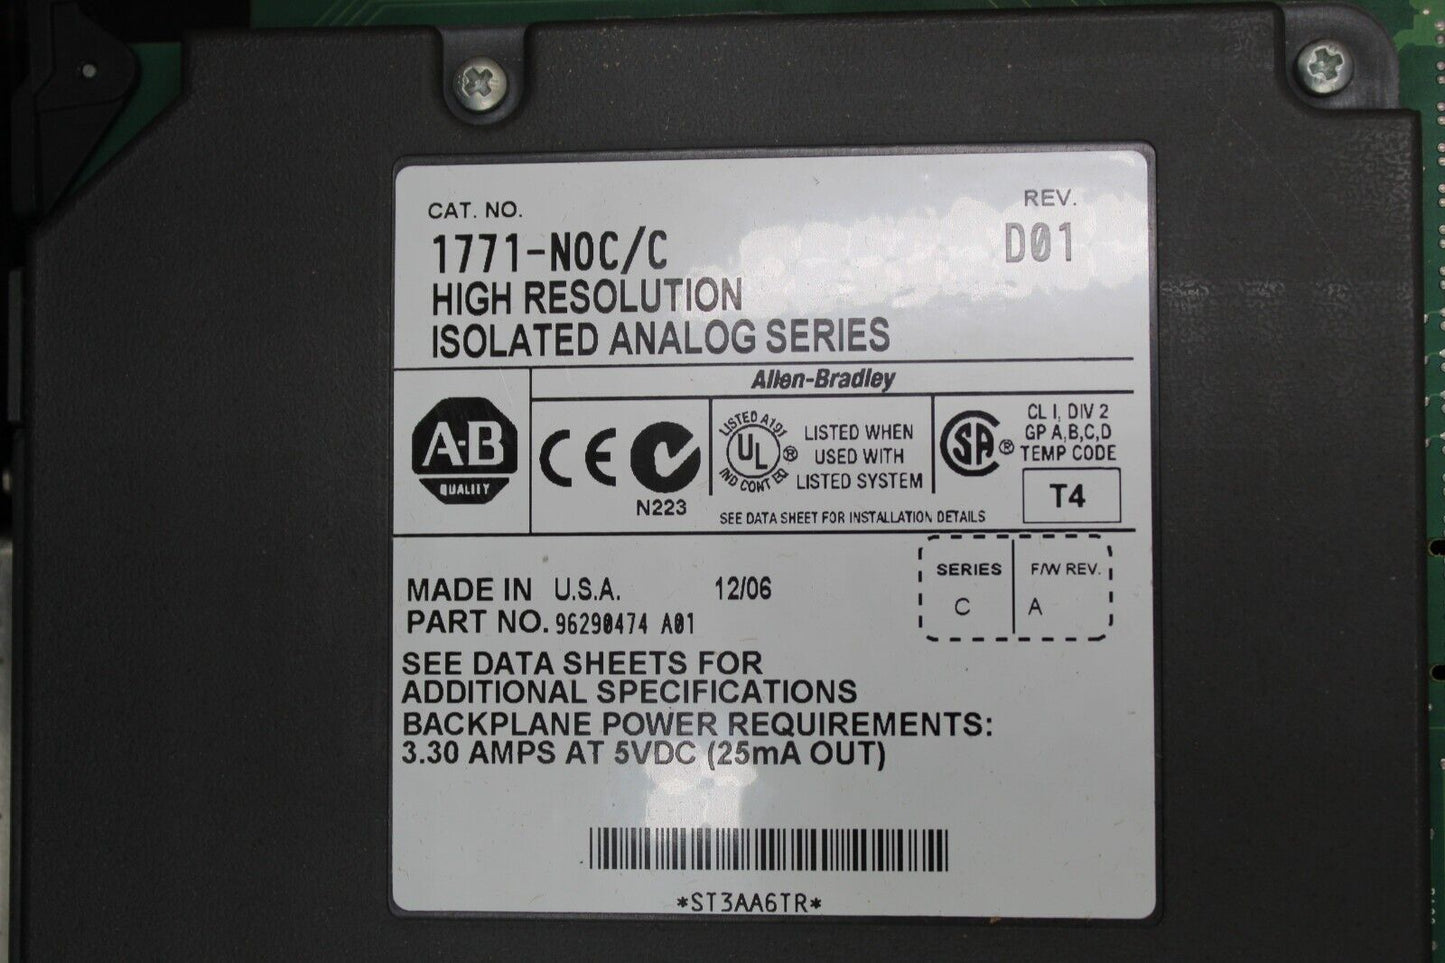 CAT. NO.
REV.
1771-NOC/C
D01
HIGH RESOLUTION
ISOLATED ANALOG SERIES
Allen-Bradley
A-B
QUALITY
CE
N223
LISTED A191
UL
®
IND CONT EQ
LISTED WHEN
USED WITH
LISTED SYSTEM
SEE DATA SHEET FOR INSTALLATION DETAILS
SA
®
CL I, DIV 2
GP A,B,C,D
TEMP CODE
T4
MADE IN U.S.A. 12/06
PART NO. 96290474 A01
SERIES
F/W REV.
C
A
SEE DATA SHEETS FOR
ADDITIONAL SPECIFICATIONS
BACKPLANE POWER REQUIREMENTS:
3.30 AMPS AT 5VDC (25mA OUT)
*ST3AA6TR*